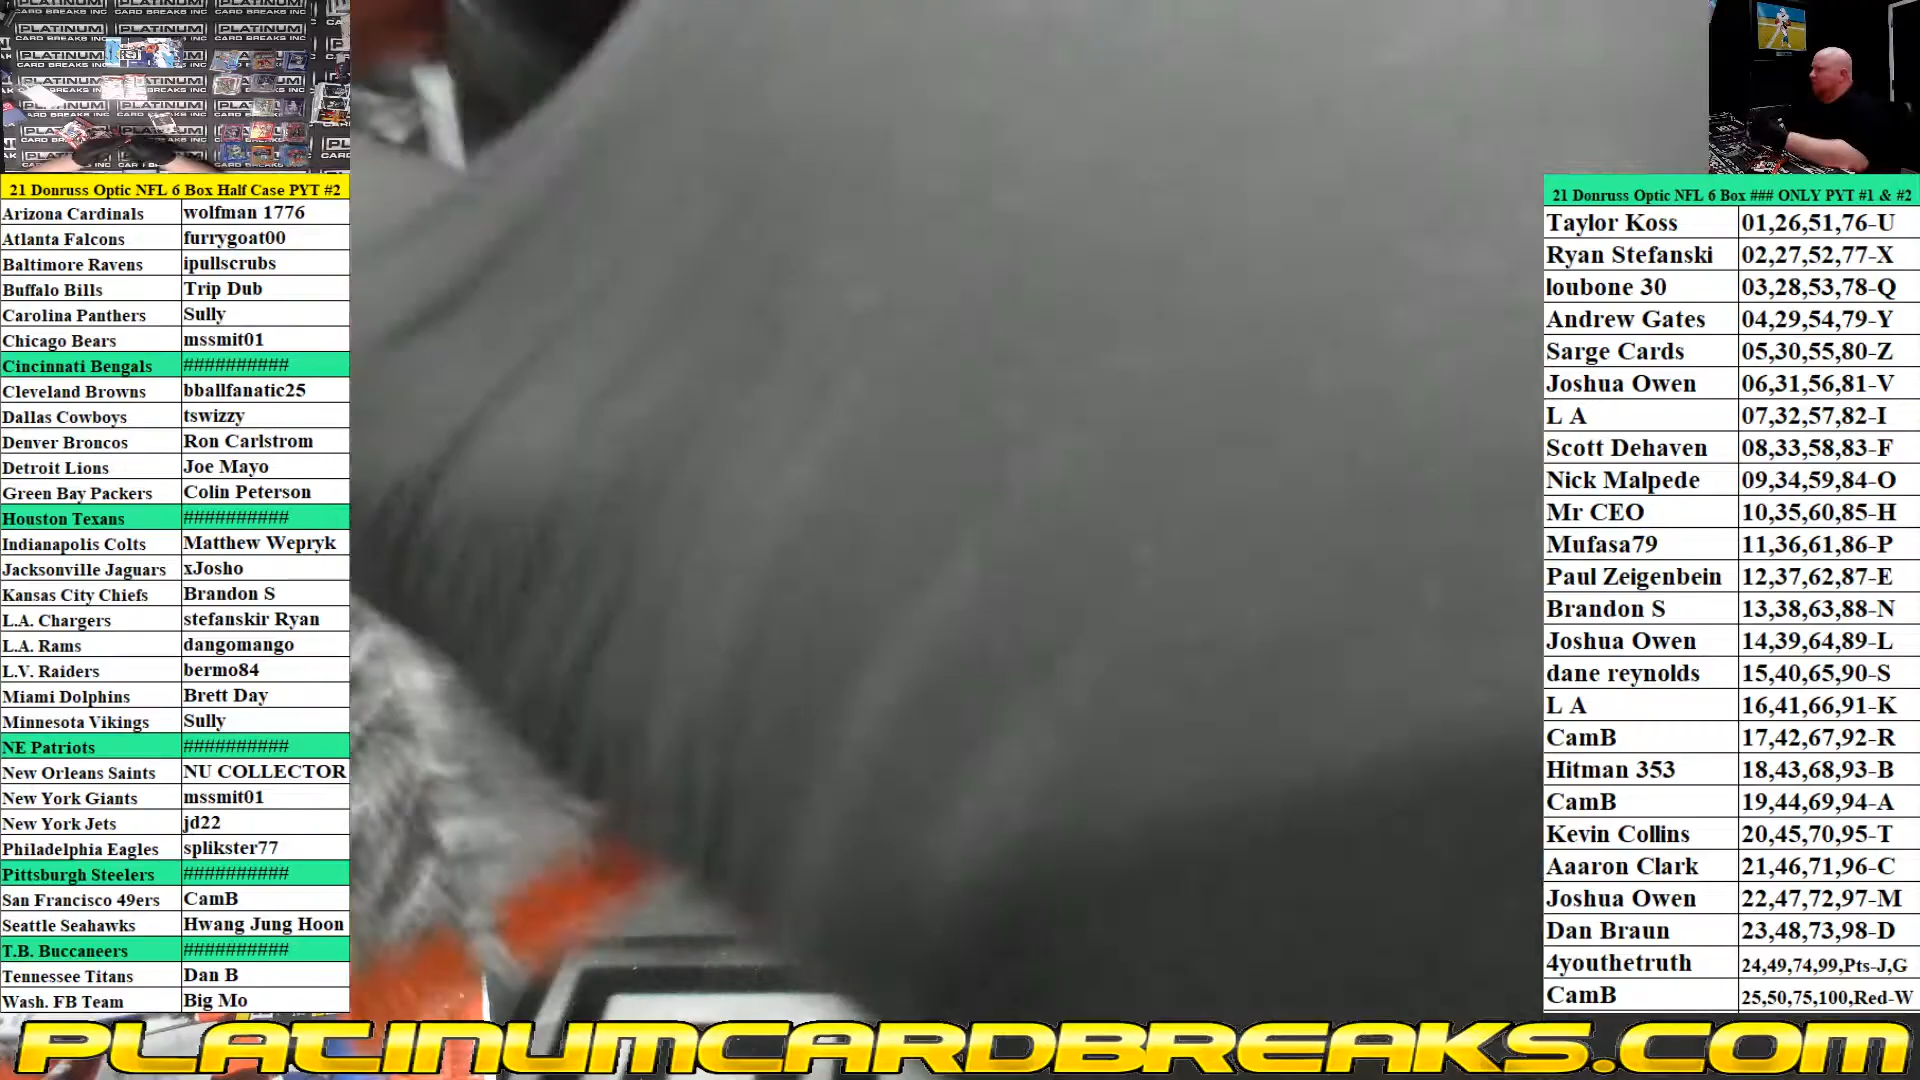 PLATINUM
CARD BREAKS INC
21 Donruss Optic NFL 6 Box Half Case PYT #2
Arizona Cardinals wolfman 1776
Atlanta Falcons furrygoat00
Baltimore Ravens ipullscrubs
Buffalo Bills Trip Dub
Carolina Panthers Sully
Chicago Bears mssmit01
Cincinnati Bengals ##########
Cleveland Browns bballfanatic25
Dallas Cowboys tswizzy
Denver Broncos Ron Carlstrom
Detroit Lions Joe Mayo
Green Bay Packers Colin Peterson
Houston Texans ##########
Indianapolis Colts Matthew Wepryk
Jacksonville Jaguars xJosho
Kansas City Chiefs Brandon S
L.A. Chargers stefanskir Ryan
L.A. Rams dangomango
L.V. Raiders bermo84
Miami Dolphins Brett Day
Minnesota Vikings Sully
NE Patriots ##########
New Orleans Saints NU COLLECTOR
New York Giants mssmit01
New York Jets jd22
Philadelphia Eagles splikster77
Pittsburgh Steelers ##########
San Francisco 49ers CamB
Seattle Seahawks Hwang Jung Hoon
T.B. Buccaneers ##########
Tennessee Titans Dan B
Wash. FB Team Big Mo
21 Donruss Optic NFL 6 Box ### ONLY PYT #1 & #2
Taylor Koss 01,26,51,76-U
Ryan Stefanski 02,27,52,77-X
loubone 30 03,28,53,78-Q
Andrew Gates 04,29,54,79-Y
Sarge Cards 05,30,55,80-Z
Joshua Owen 06,31,56,81-V
L A 07,32,57,82-I
Scott Dehaven 08,33,58,83-F
Nick Malpede 09,34,59,84-O
Mr CEO 10,35,60,85-H
Mufasa79 11,36,61,86-P
Paul Zeigenbein 12,37,62,87-E
Brandon S 13,38,63,88-N
Joshua Owen 14,39,64,89-L
dane reynolds 15,40,65,90-S
L A 16,41,66,91-K
CamB 17,42,67,92-R
Hitman 353 18,43,68,93-B
CamB 19,44,69,94-A
Kevin Collins 20,45,70,95-T
Aaaron Clark 21,46,71,96-C
Joshua Owen 22,47,72,97-M
Dan Braun 23,48,73,98-D
4youthetruth 24,49,74,99,Pts-J,G
CamB 25,50,75,100,Red-W
PLATINUMCARDBREAKS.COM